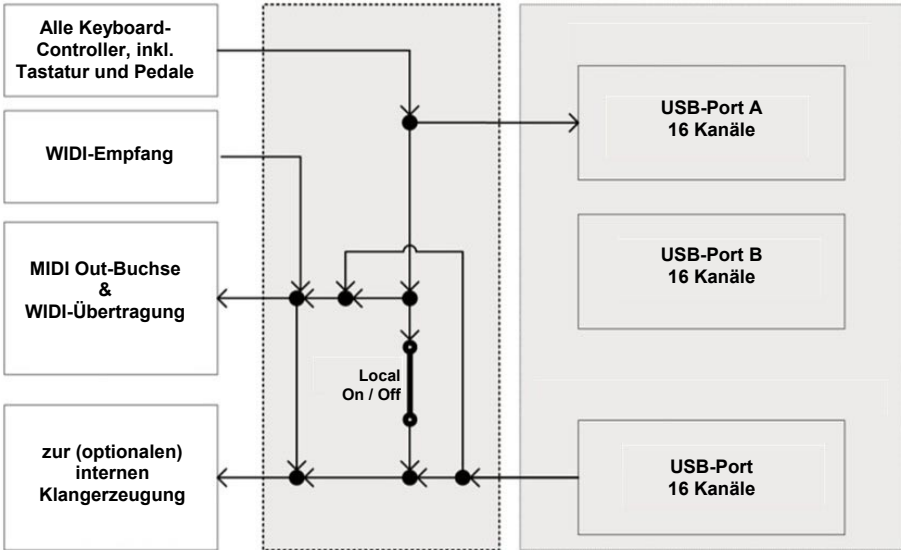 Alle Keyboard-
Controller, inkl.
Tastatur und Pedale
WIDI-Empfang
MIDI Out-Buchse
&
WIDI-Übertragung
zur (optionalen)
internen
Klangerzeugung
Local
On / Off
USB-Port A
16 Kanäle
USB-Port B
16 Kanäle
USB-Port
16 Kanäle